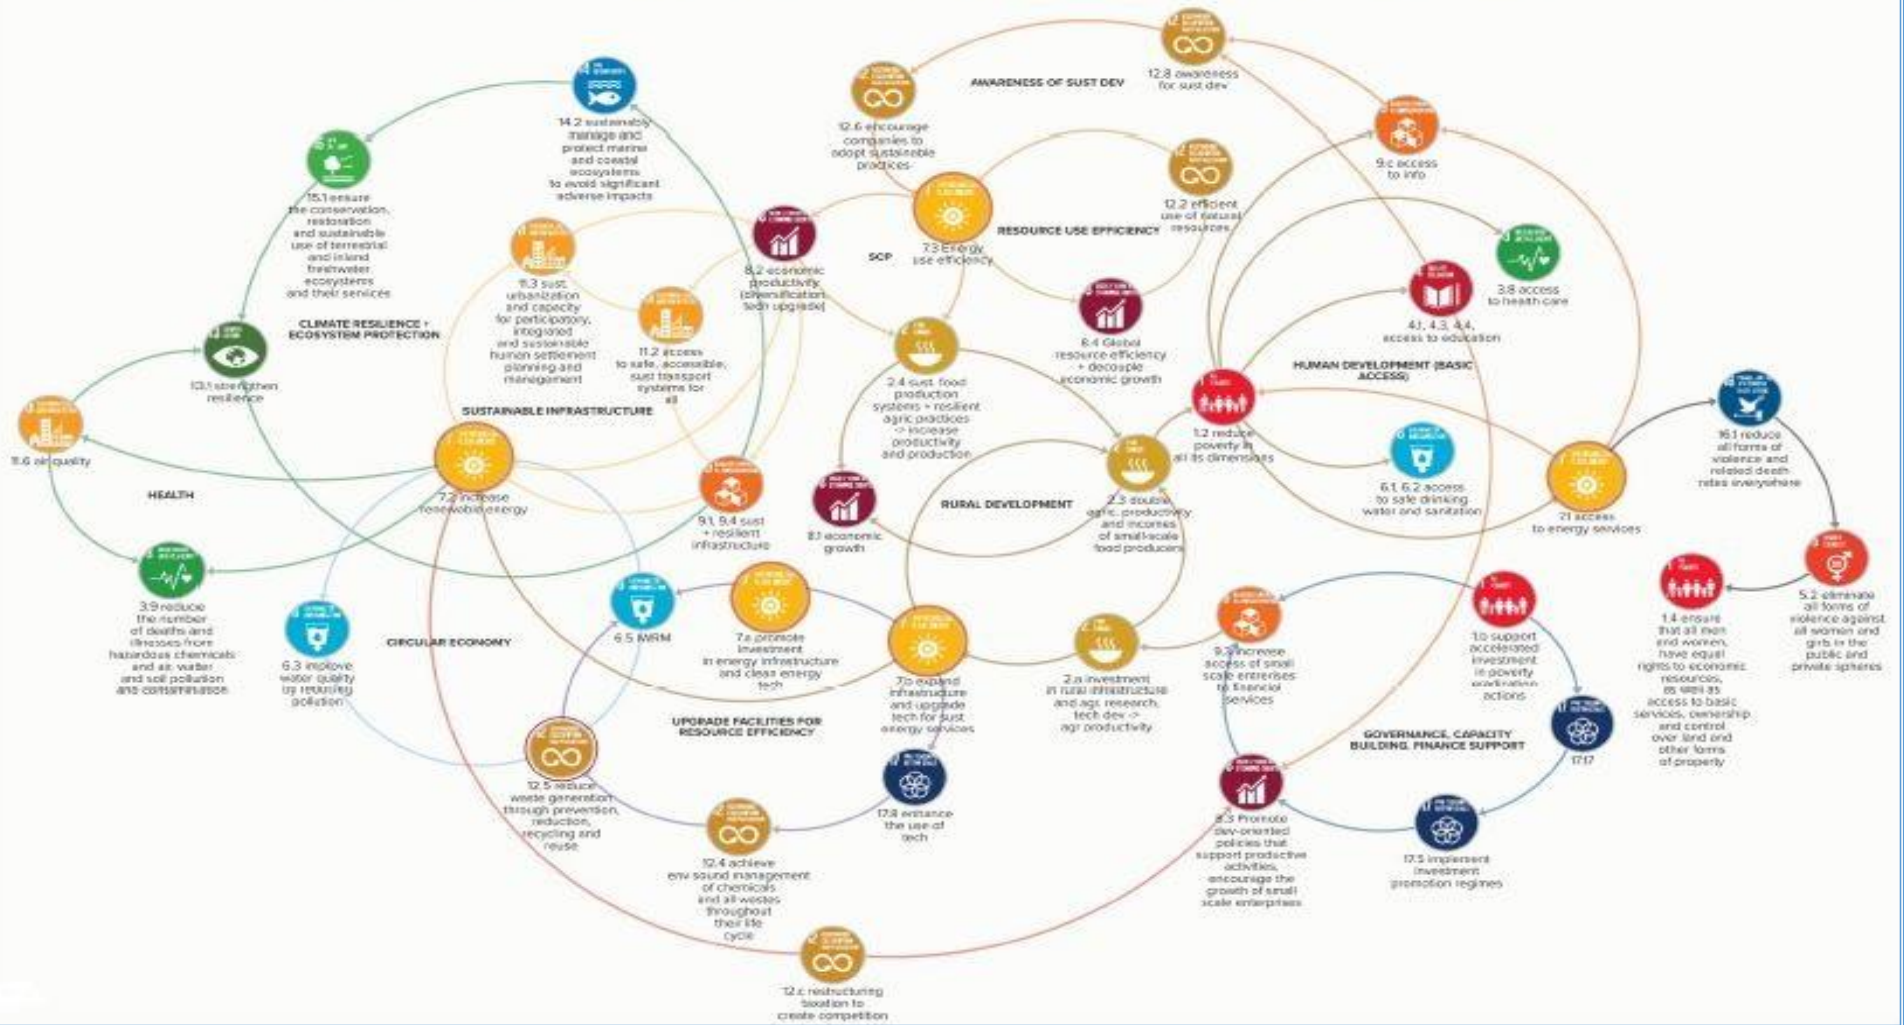 12.8 awareness
for sust dev
AWARENESS OF SUST DEV
12.6 encourage
companies to
adopt sustainable
practices
9.c access
to info
14.2 sustainably
manage and
protect marine
and coastal
ecosystems
to avoid significant
adverse impacts
15.1 ensure
the conservation,
restoration
and sustainable
use of terrestrial
and inland
freshwater
ecosystems
and their services
12.2 efficient
use of natural
resources
RESOURCE USE EFFICIENCY
7.3 Energy
use efficiency
SCP
8.2 economic
productivity
(diversification,
tech upgrade)
11.3 sust.
urbanization
and capacity
for participatory,
integrated
and sustainable
human settlement
planning and
management
3.8 access
to health care
4.1, 4.3, 4.4,
access to education
CLIMATE RESILIENCE +
ECOSYSTEM PROTECTION
11.2 access
to safe, accessible,
sust transport
systems for
all
8.4 Global
resource efficiency
+ decouple
economic growth
HUMAN DEVELOPMENT (BASIC
ACCESS)
13.1 strengthen
resilience
2.4 sust. food
production
systems + resilient
agric practices
-> increase
productivity
and production
SUSTAINABLE INFRASTRUCTURE
1.2 reduce
poverty in
all its dimensions
16.1 reduce
all forms of
violence and
related death
rates everywhere
11.6 air quality
HEALTH
7.2 increase
renewable energy
6.1, 6.2 access
to safe drinking
water and sanitation
RURAL DEVELOPMENT
2.3 double
agric. productivity
and incomes
of small-scale
food producers
9.1, 9.4 sust
+ resilient
infrastructure
8.1 economic
growth
7.1 access
to energy services
3.9 reducie
the number
of deaths and
illnesses from
hazardous chemicals
and air, water
and soil pollution
and contamination
5.2 eliminate
all forms of
violence against
all women and
girls in the
public and
private spheres
1.4 ensure
that all men
and women,
have equal
rights to economic
resources,
as well as
access to basic
services, ownership
and control
over land and
other forms
of property
CIRCULAR ECONOMY
6.3 improve
water quality
by reducing
pollution
6.5 IWRM
7.a promote
investment
in energy infrastructure
and clean energy
tech
7.b expand
infrastructure
and upgrade
tech for sust
energy services
2.a investment
in rural infrastructure
and agr. research,
tech dev ->
agr productivity
9.3 increase
access of small
scale entrerises
to financial
services
1.b support
accelerated
investment
in poverty
eradication
actions
UPGRADE FACILITIES FOR
RESOURCE EFFICIENCY
GOVERNANCE, CAPACITY
BUILDING, FINANCE SUPPORT
17.17
12.5 reduce
waste generation
through prevention,
reduction,
recycling and
reuse
17.8 enhance
the use of
tech
8.3 Promote
dev-oriented
policies that
support productive
activities,
encourage the
growth of small
scale enterprises
17.5 implement
investment
promotion regimes
12.4 achieve
env sound management
of chemicals
and all wastes
throughout
their life
cycle
12.c restructuring
taxation to
create competition